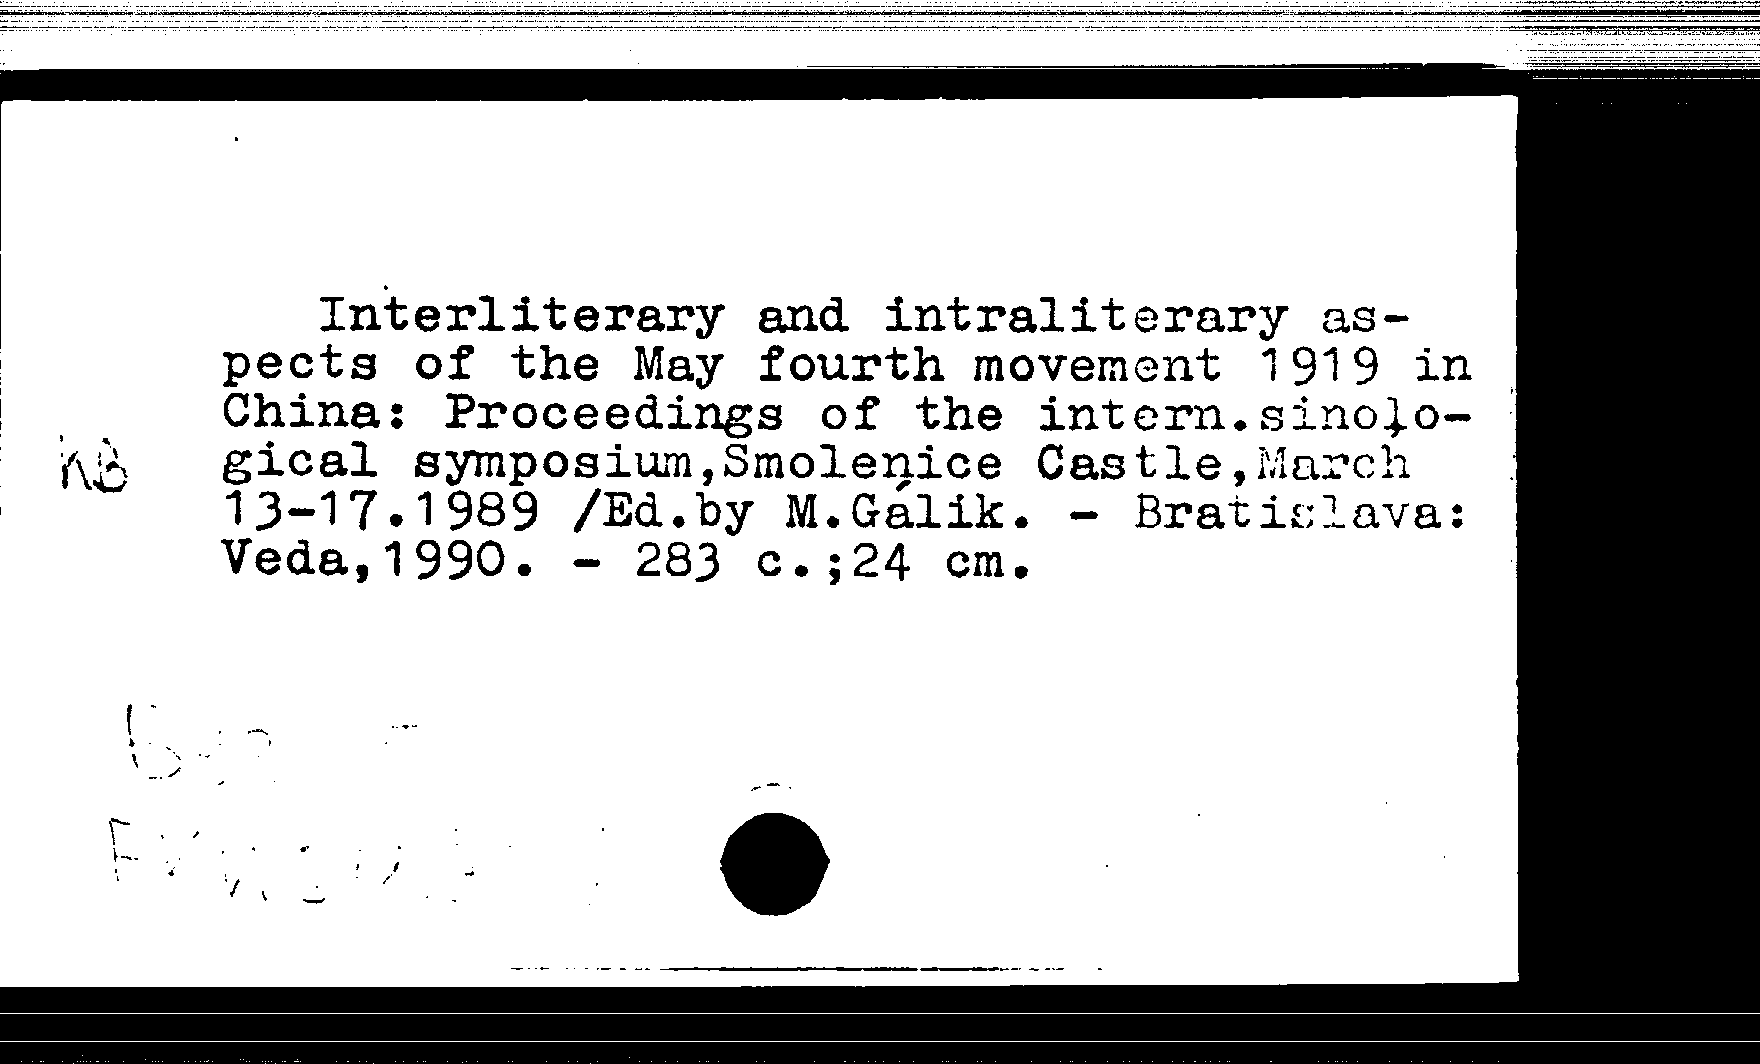 Interliterary and intraliterary as-
pects of the May fourth movement 1919 in
China: Proceedings of the intern.sinolo-
gical symposium,Smolenice Castle,March
13-17.1989 /Ed.by M.Gálik. - Bratislava:
Veda,1990. - 283 c.;24 cm.
КВ